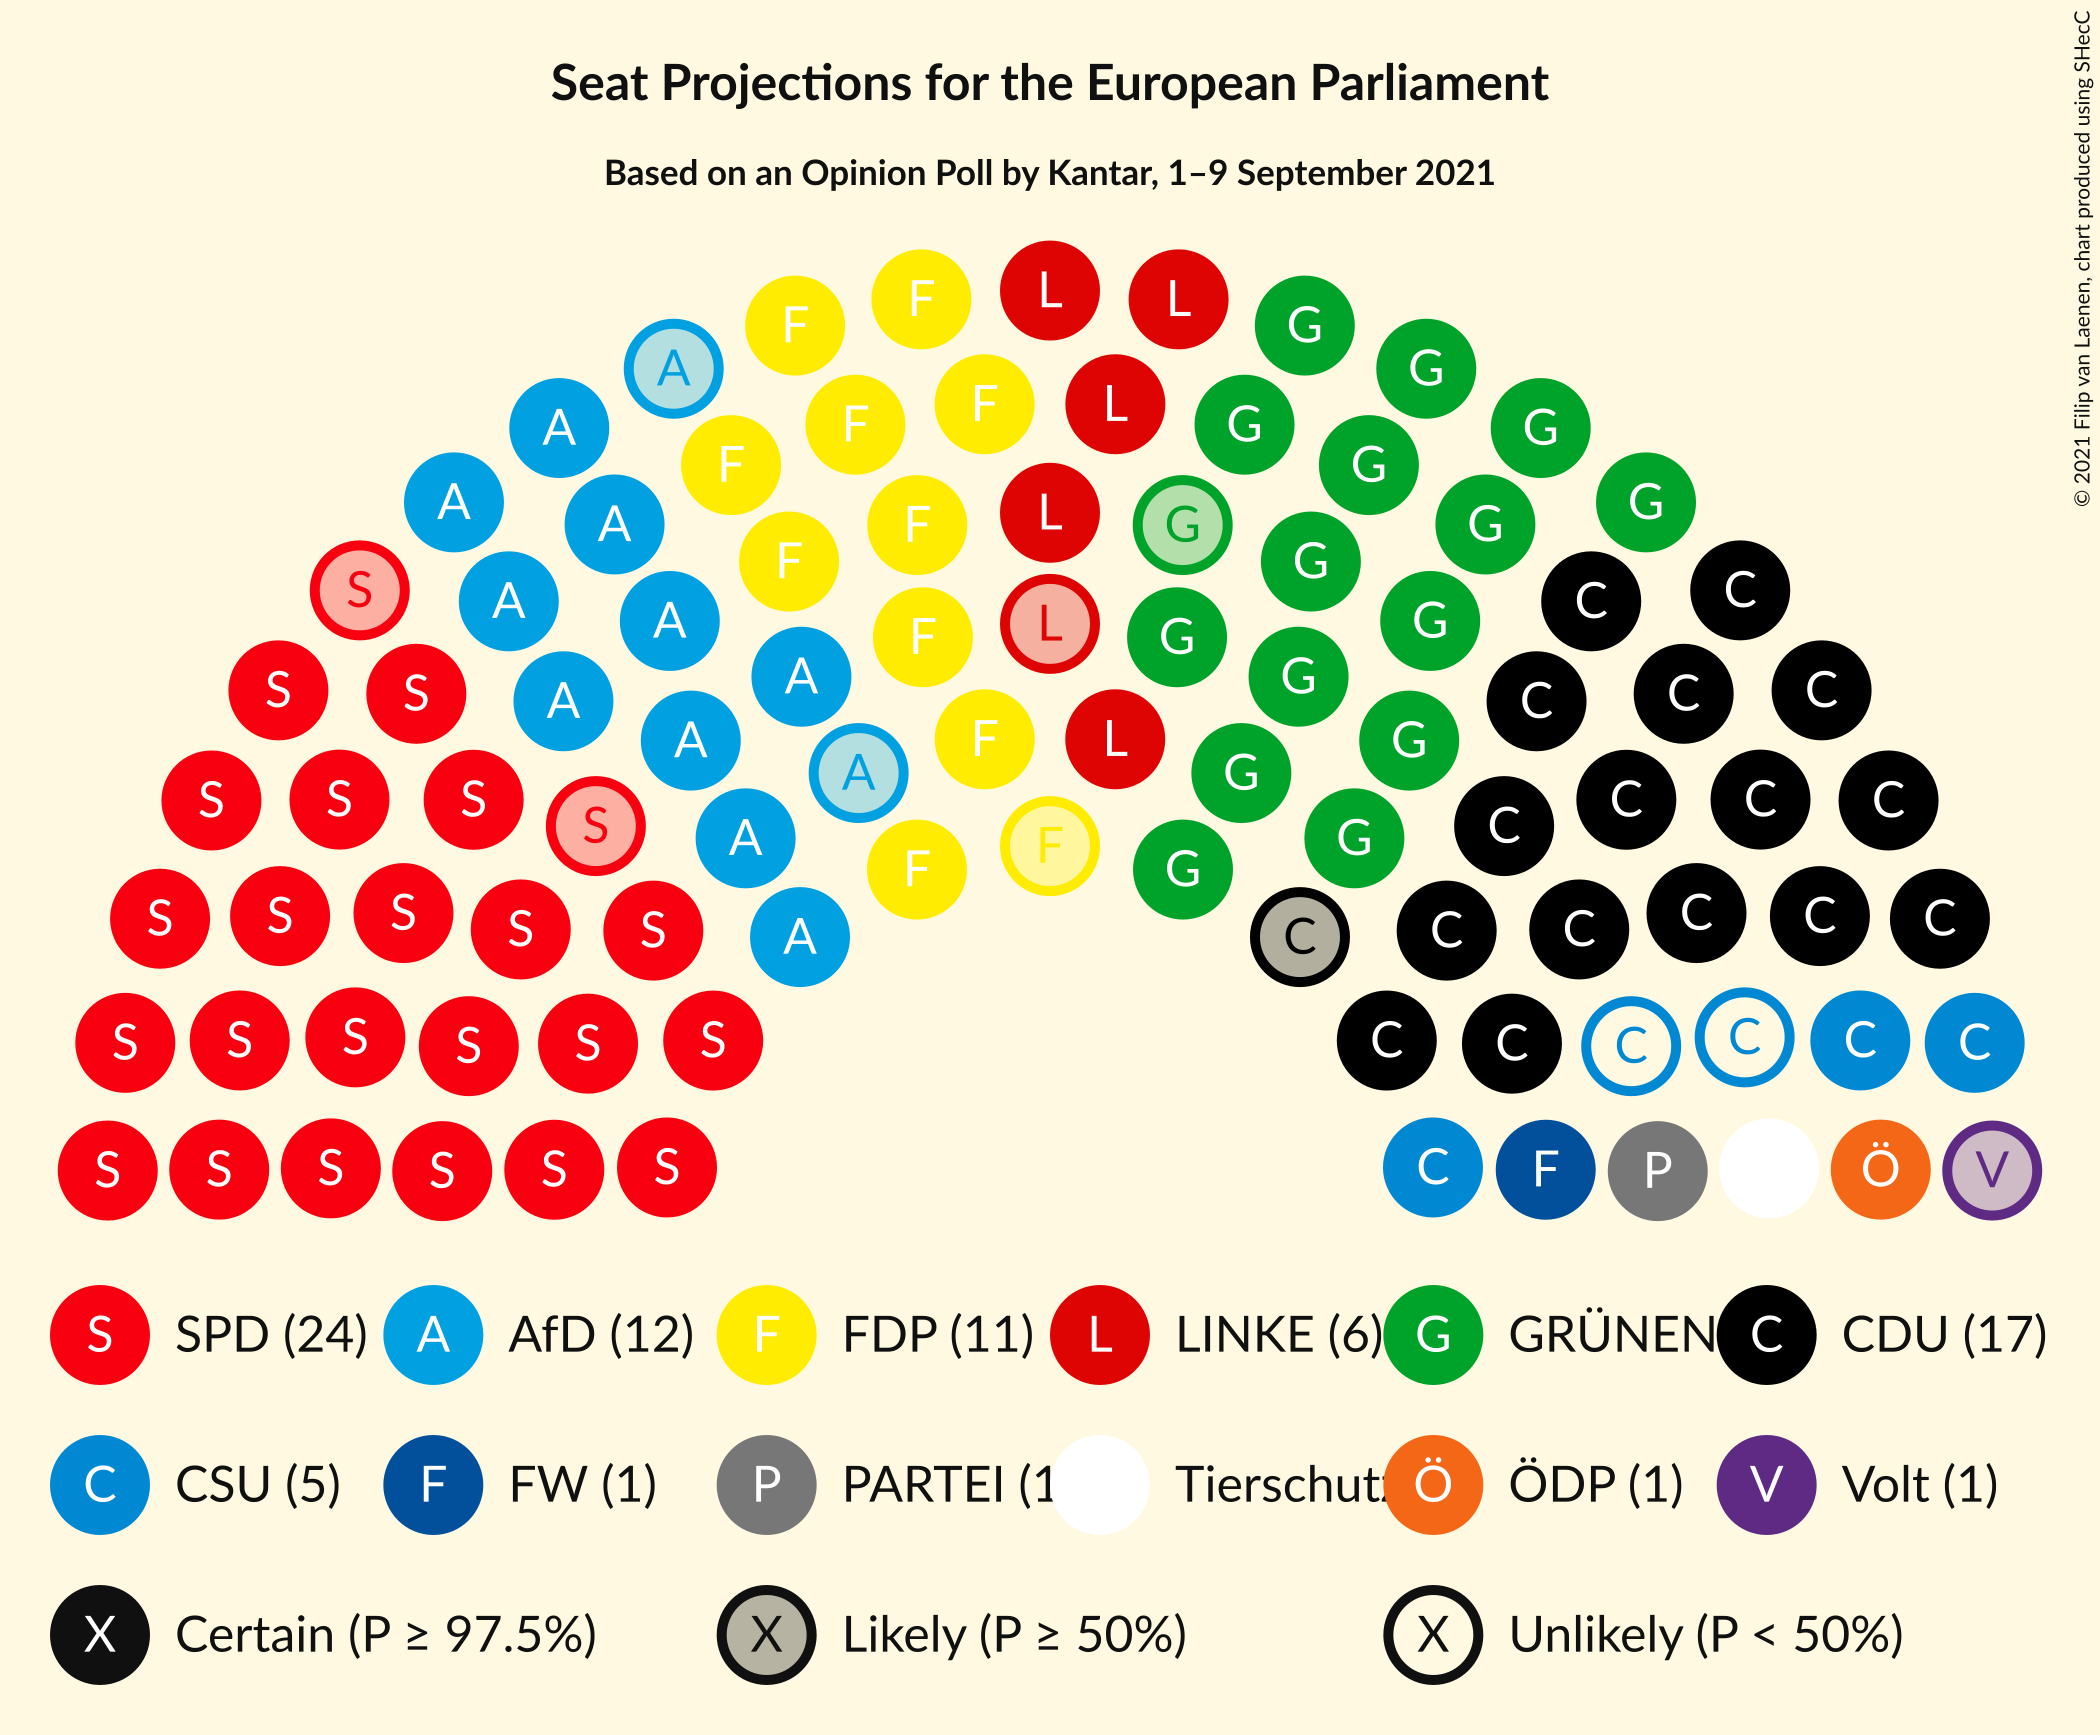 Seat Projections for the European Parliament
Based on an Opinion Poll by Kantar, 1–9 September 2021
© 2021 Filip van Laenen, chart produced using SHecC
L
F L
F G
A F G
F L
A F G G
A F G G
A G
L
A F G G
A F G G
S C
A C
A L G
A F G
A G
S A C C
S S C C
A F L G
A G
S S S C C C
S A F G C
F
S S S S S A F G C C C C C C
A C
S S S S S S C C C C C C
S S S S S S C F P Ö V
S SPD (24) A AfD (12) F FDP (11) L LINKE (6) G GRÜNEN C CDU (17)
C CSU (5) F FW (1) P PARTEI (1 Tierschutz Ö ÖDP (1) V Volt (1)
X Certain (P ≥ 97.5%) X Likely (P ≥ 50%) X Unlikely (P < 50%)